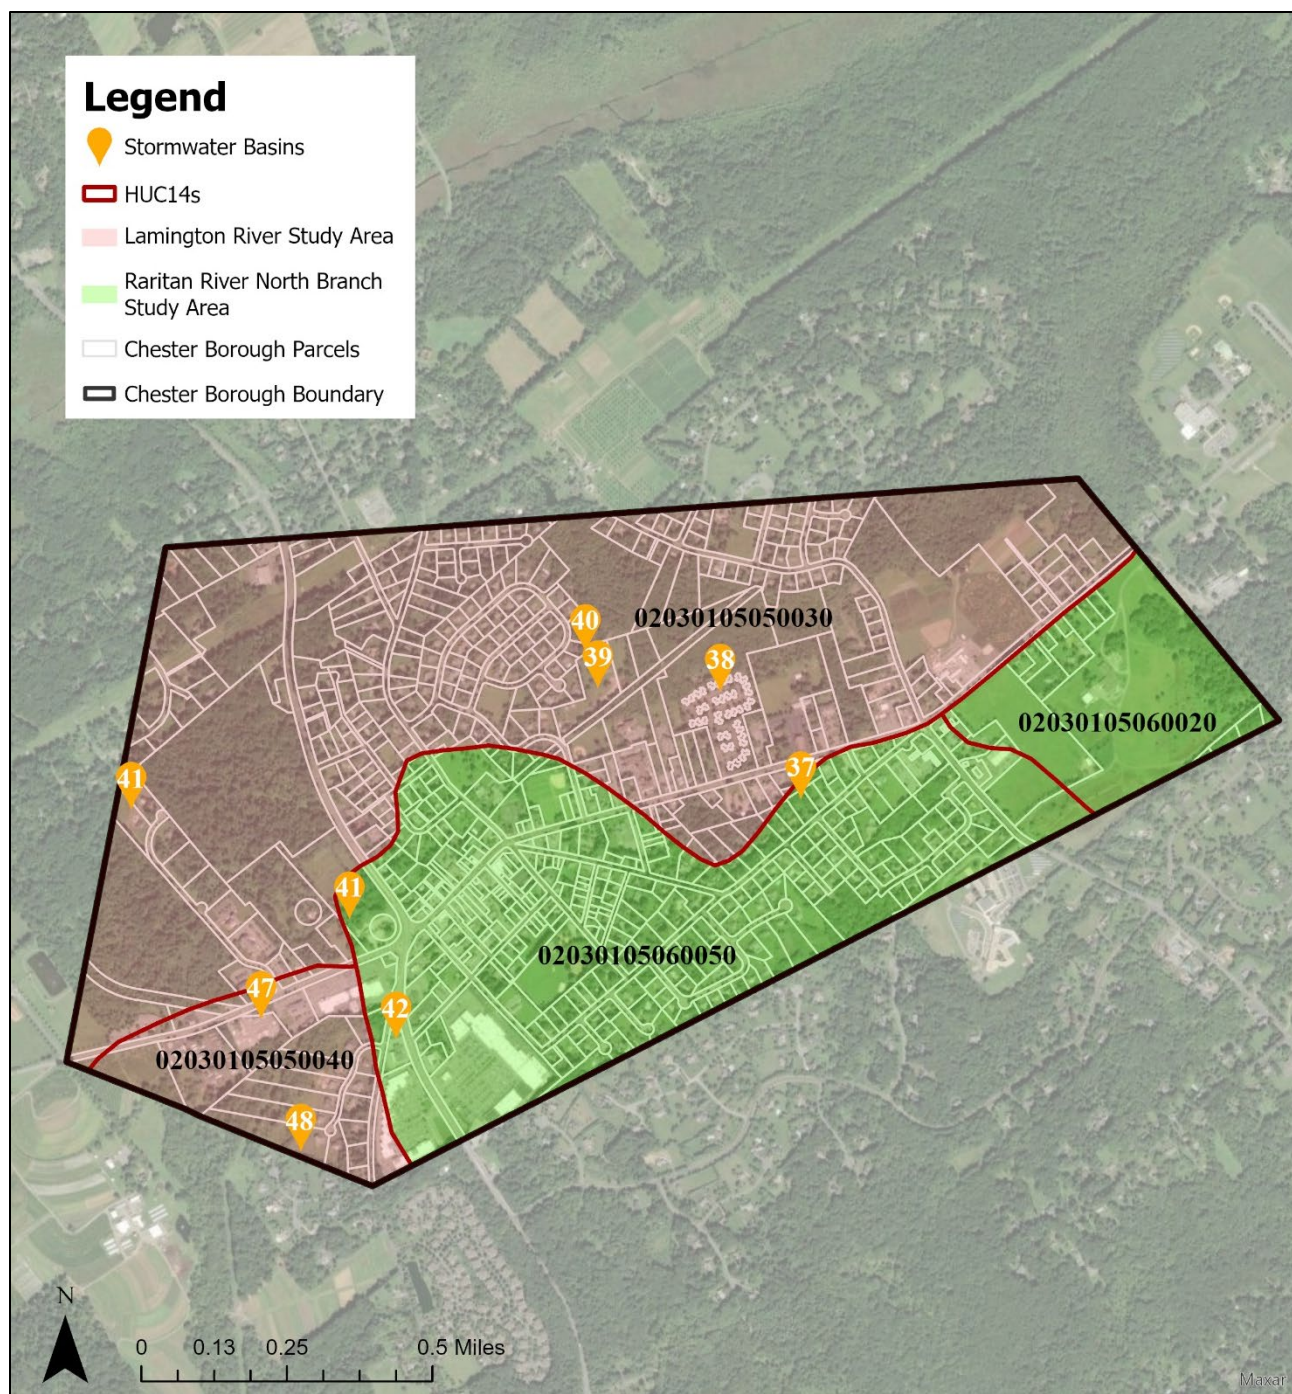 Legend
Stormwater Basins
HUC14s
Lamington River Study Area
Raritan River North Branch
Study Area
Chester Borough Parcels
Chester Borough Boundary
40
02030105050030
39
38
02030105060020
37
41
41
02030105060050
47
42
02030105050040
48
N
0 0.13 0.25 0.5 Miles
Maxar